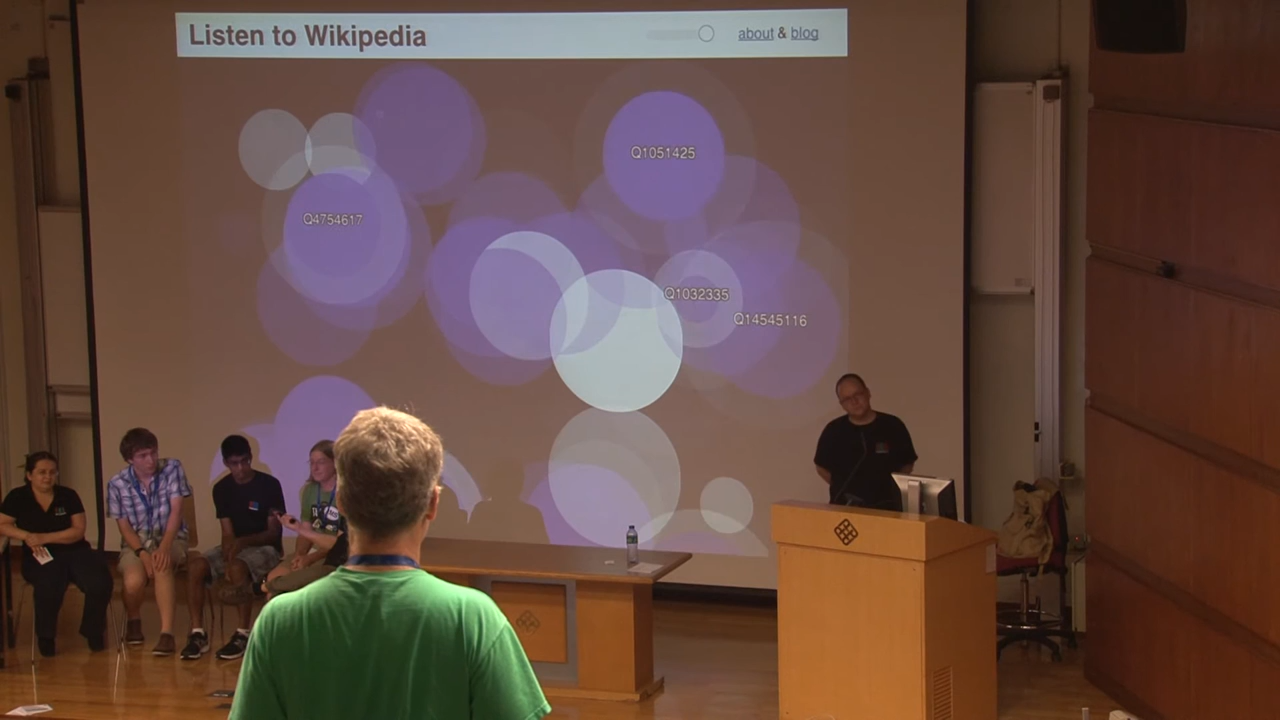 Listen to Wikipedia
about & blog
Q1051425
Q4754617
Q1032335
Q14545116